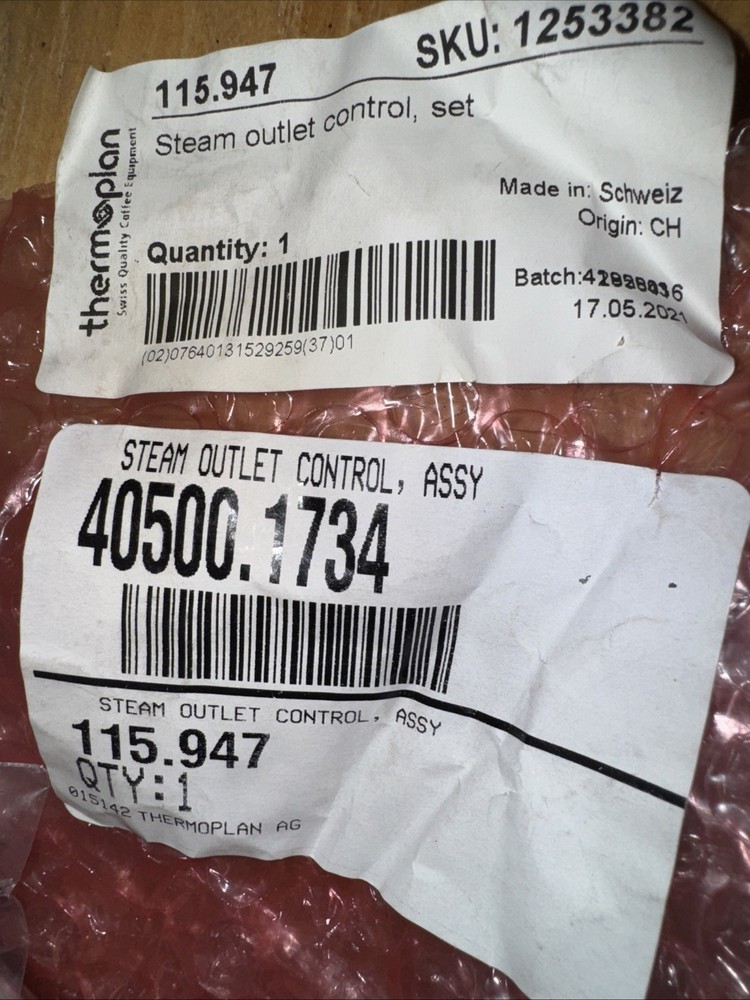 115.947 SKU: 1253382
Steam outlet control, set
thermoplan
Swiss Quality Coffee Equipment
Made in: Schweiz
Origin: CH
Quantity: 1
17.05.2021
Batch:
(02)07640131529259(37)01
STEAM OUTLET CONTROL, ASSY
40500.1734
STEAM OUTLET CONTROL, ASSY
115.947
QTY:1
015142 THERMOPLAN AG